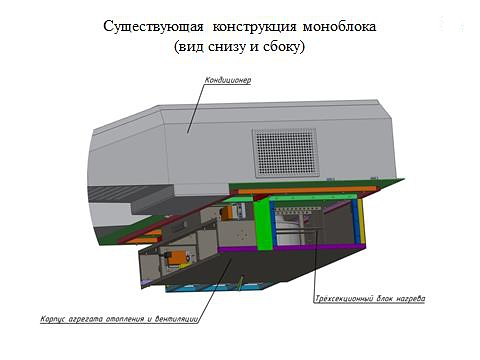 Существующая конструкция моноблока
(вид снизу и сбоку)
Кондиционер
Трехсекционный блок нагрева
Корпус агрегата отопления и вентиляции